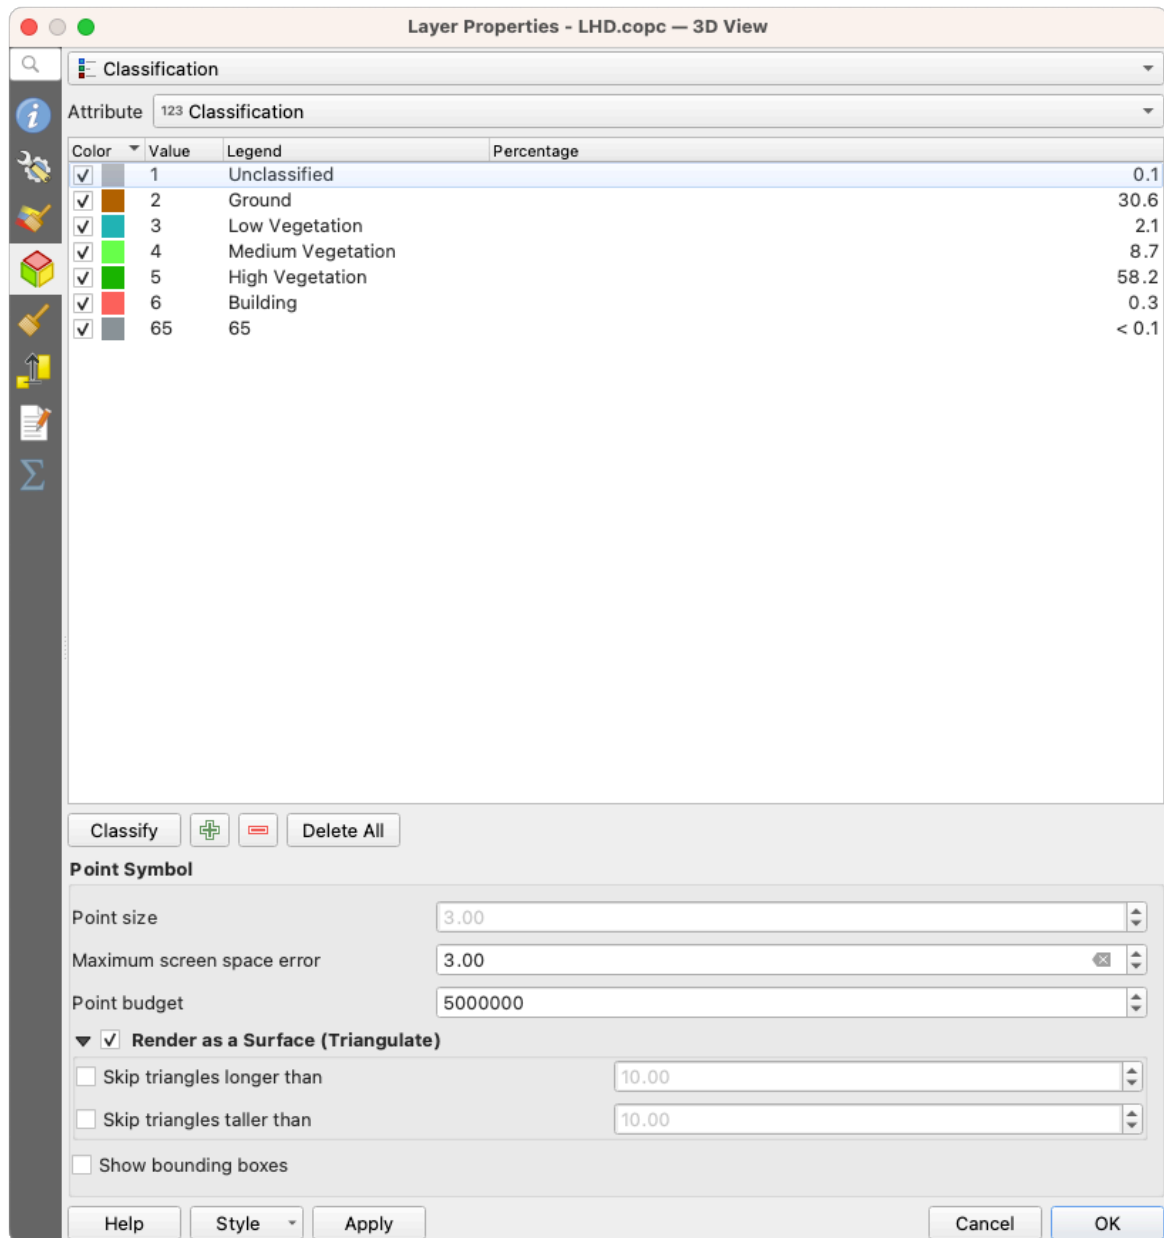 Layer Properties - LHD.copc — 3D View
Classification
Attribute 123 Classification
Color Value Legend Percentage
1 Unclassified 0.1
2 Ground 30.6
3 Low Vegetation 2.1
4 Medium Vegetation 8.7
5 High Vegetation 58.2
6 Building 0.3
65 65 < 0.1
Classify Delete All
Point Symbol
Point size 3.00
Maximum screen space error 3.00
Point budget 5000000
Render as a Surface (Triangulate)
Skip triangles longer than 10.00
Skip triangles taller than 10.00
Show bounding boxes
Help Style Apply Cancel OK